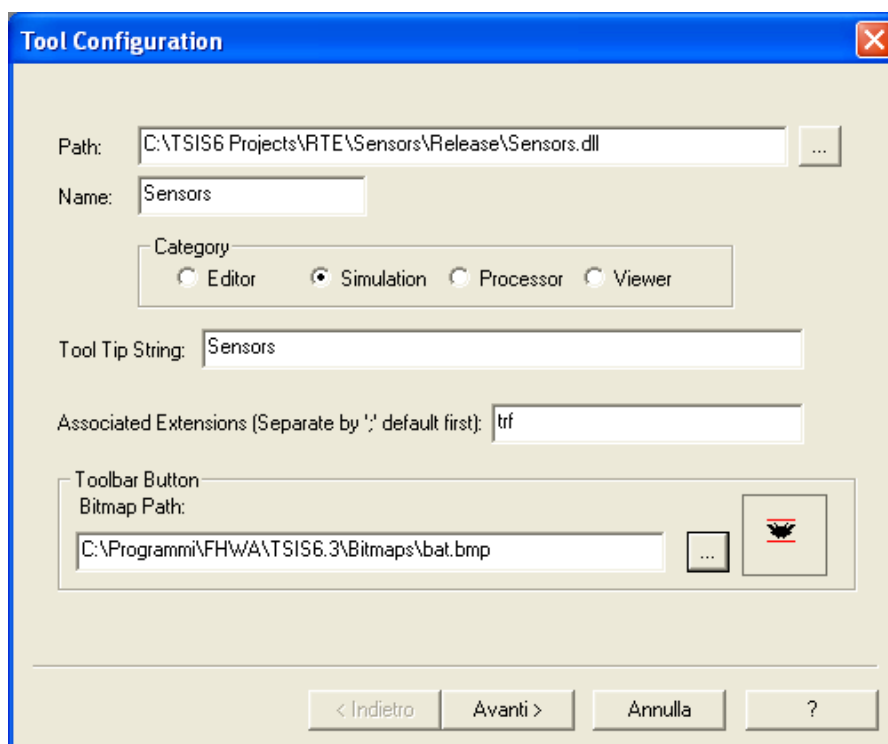 Tool Configuration
Path: C:\TSIS6 Projects\RTE\Sensors\Release\Sensors.dll ...
Name: Sensors
Category
Editor Simulation Processor Viewer
Tool Tip String: Sensors
Associated Extensions (Separate by ';' default first): trf
Toolbar Button
Bitmap Path:
C:\Programmi\FHWA\TSIS6.3\Bitmaps\bat.bmp ...
< Indietro Avanti > Annulla ?